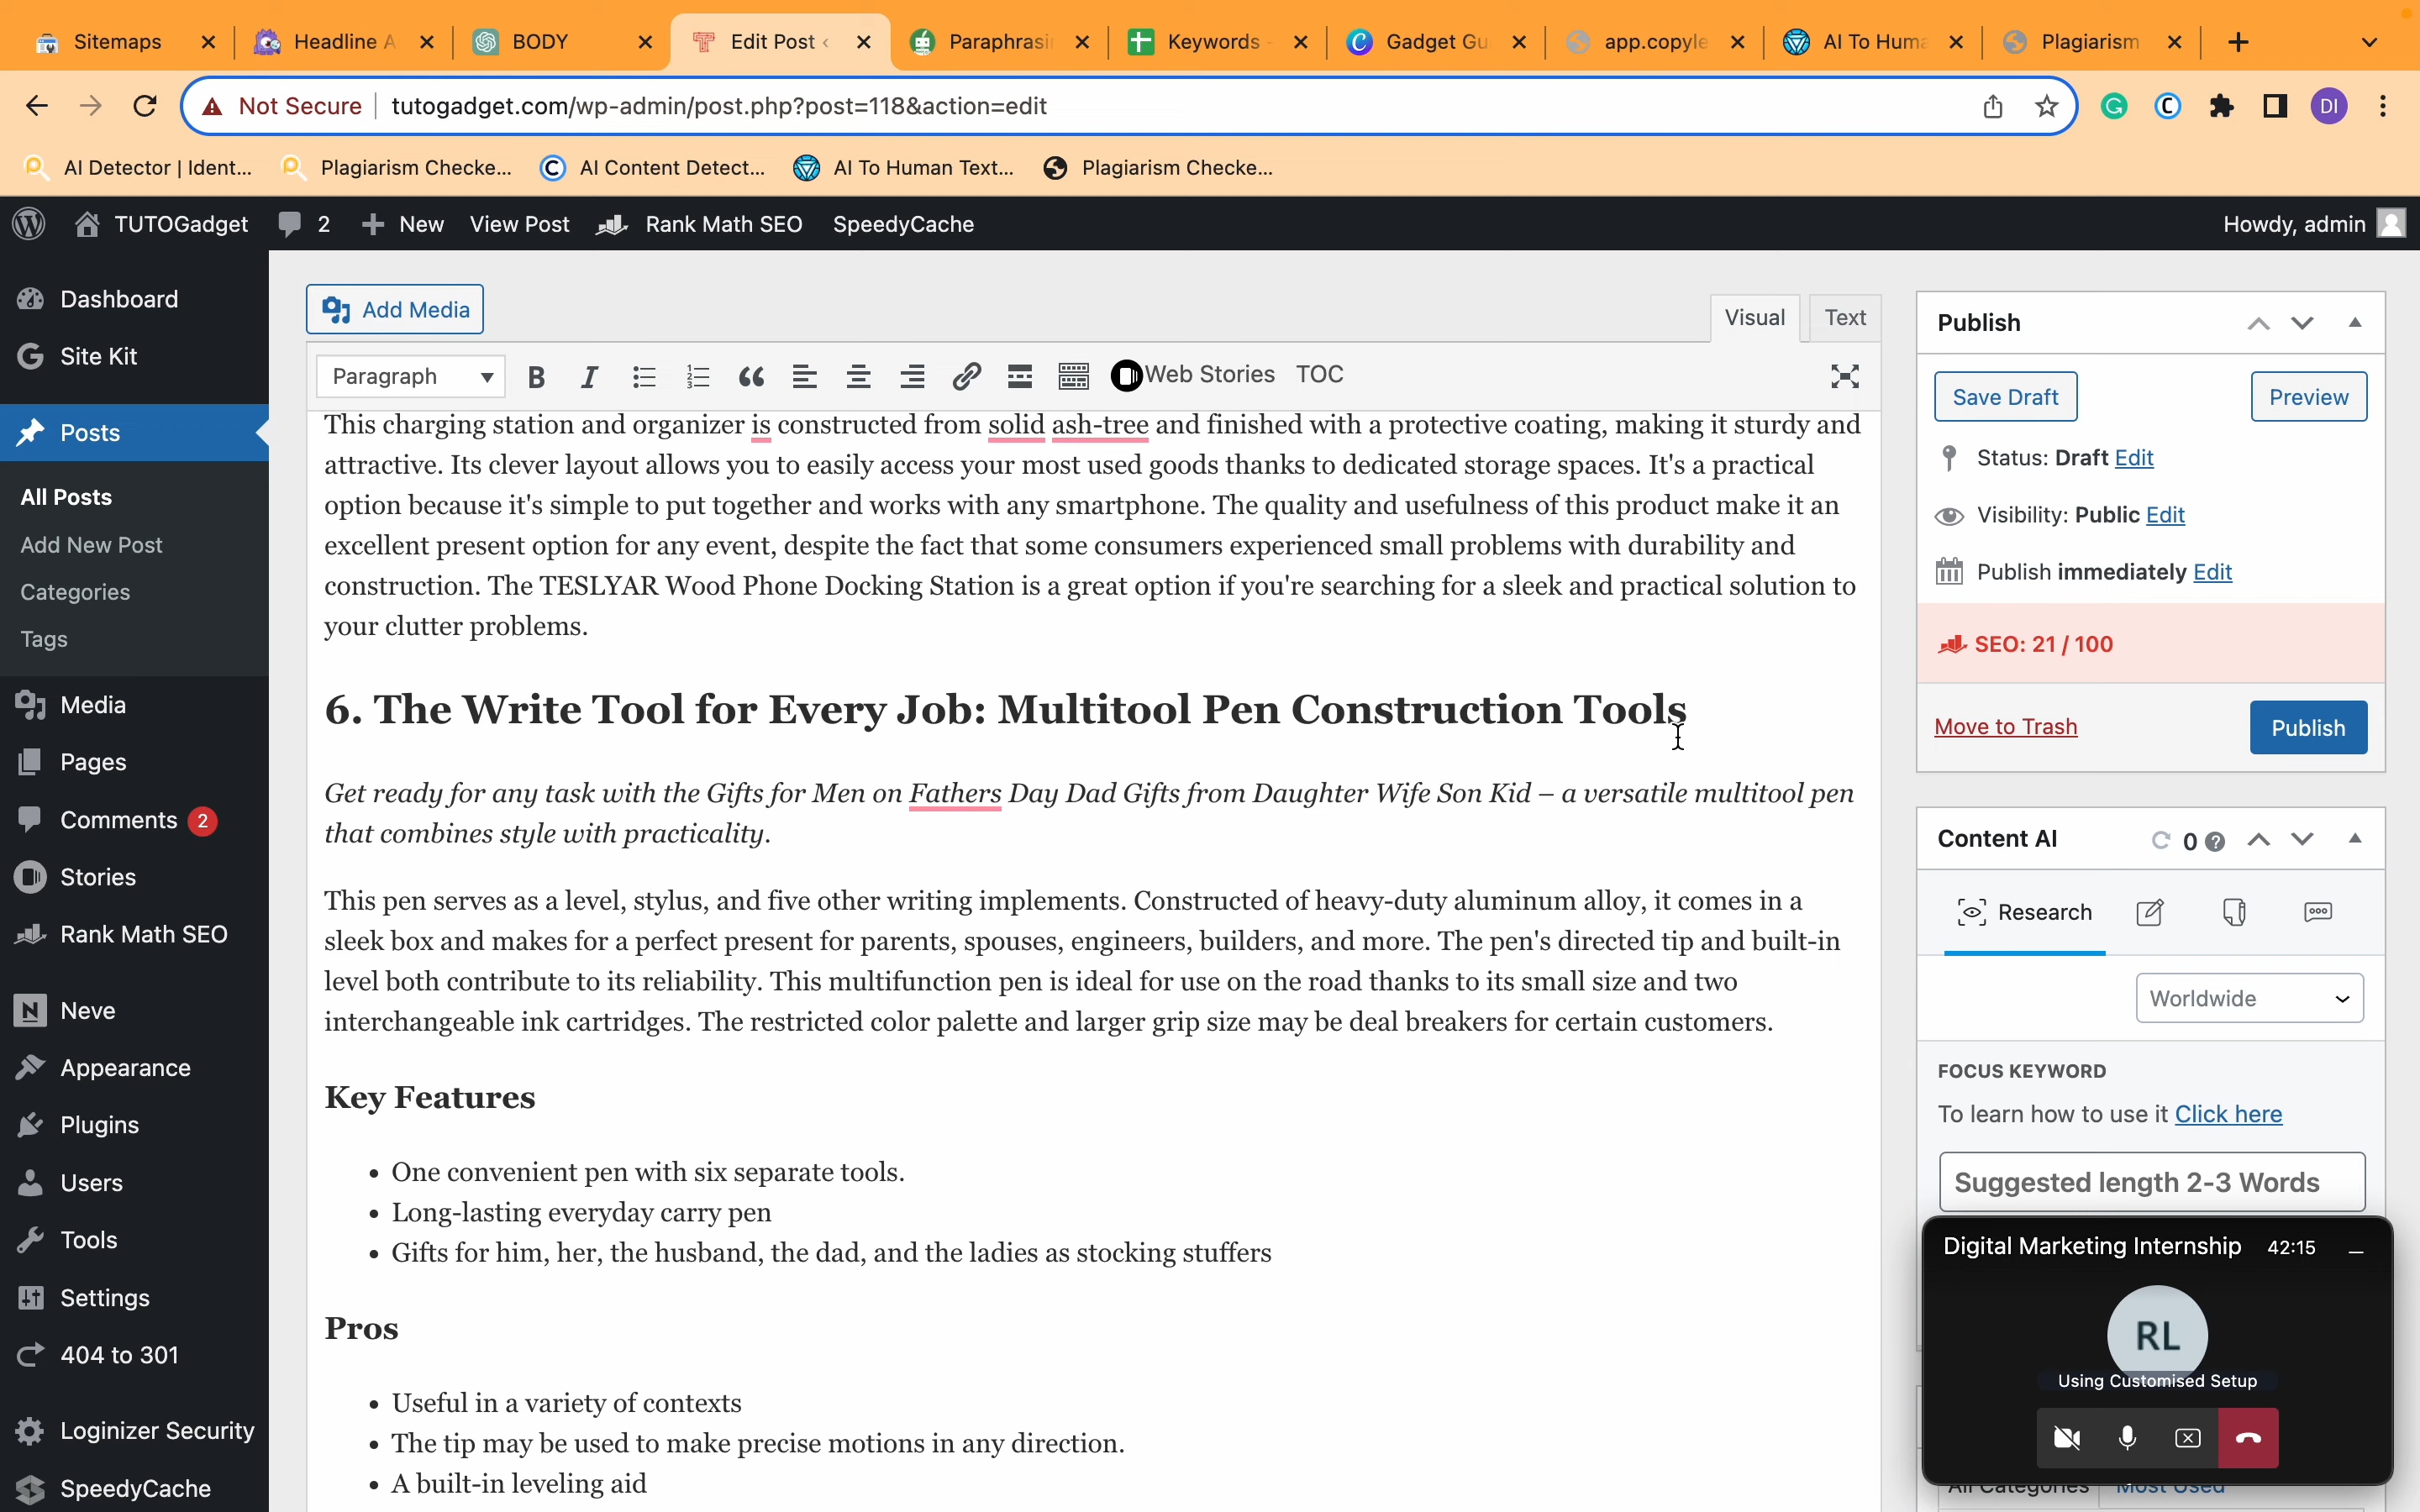 Sitemaps
Headline A
BODY
Edit Post ‹
Paraphrasi
Keywords -
Gadget Gu
app.copyle
AI To Huma
Plagiarism
Not Secure
tutogadget.com/wp-admin/post.php?post=118&action=edit
DI
AI Detector | Ident...
Plagiarism Checke...
AI Content Detect...
AI To Human Text...
Plagiarism Checke...
TUTOGadget
2
New
View Post
Rank Math SEO
SpeedyCache
Howdy, admin
Dashboard
Site Kit
Posts
All Posts
Add New Post
Categories
Tags
Media
Pages
Comments 2
Stories
Rank Math SEO
Neve
Appearance
Plugins
Users
Tools
Settings
404 to 301
Loginizer Security
SpeedyCache
Add Media
Visual
Text
Paragraph
Web Stories
TOC
This charging station and organizer is constructed from solid ash-tree and finished with a protective coating, making it sturdy and
attractive. Its clever layout allows you to easily access your most used goods thanks to dedicated storage spaces. It's a practical
option because it's simple to put together and works with any smartphone. The quality and usefulness of this product make it an
excellent present option for any event, despite the fact that some consumers experienced small problems with durability and
construction. The TESLYAR Wood Phone Docking Station is a great option if you're searching for a sleek and practical solution to
your clutter problems.
6. The Write Tool for Every Job: Multitool Pen Construction Tools
Get ready for any task with the Gifts for Men on Fathers Day Dad Gifts from Daughter Wife Son Kid – a versatile multitool pen
that combines style with practicality.
This pen serves as a level, stylus, and five other writing implements. Constructed of heavy-duty aluminum alloy, it comes in a
sleek box and makes for a perfect present for parents, spouses, engineers, builders, and more. The pen's directed tip and built-in
level both contribute to its reliability. This multifunction pen is ideal for use on the road thanks to its small size and two
interchangeable ink cartridges. The restricted color palette and larger grip size may be deal breakers for certain customers.
Key Features
• One convenient pen with six separate tools.
• Long-lasting everyday carry pen
• Gifts for him, her, the husband, the dad, and the ladies as stocking stuffers
Pros
• Useful in a variety of contexts
• The tip may be used to make precise motions in any direction.
• A built-in leveling aid
Publish
Save Draft
Preview
Status: Draft Edit
Visibility: Public Edit
Publish immediately Edit
SEO: 21 / 100
Move to Trash
Publish
Content AI
0
Research
Worldwide
FOCUS KEYWORD
To learn how to use it Click here
Suggested length 2-3 Words
Digital Marketing Internship 42:15
RL
Using Customised Setup
All Categories
Most Used